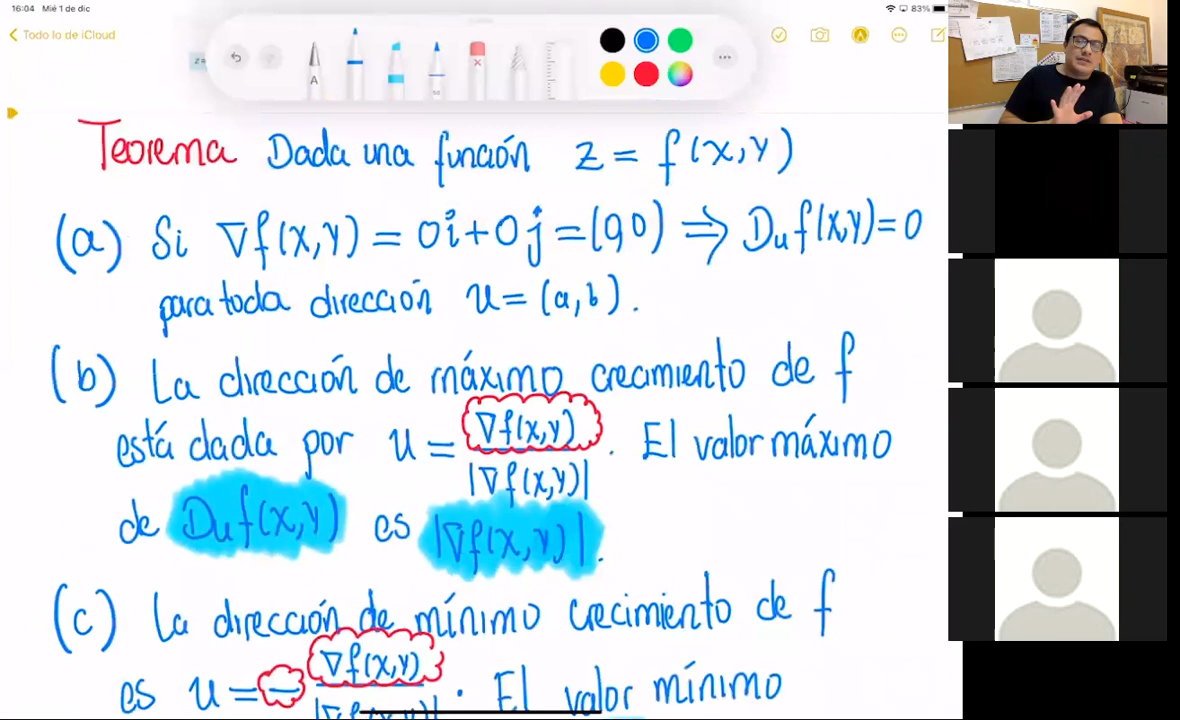 16:04 Mié 1 de dic
83%
Todo lo de iCloud
Teorema Dada una función z = f(x,y)
(a) Si ∇f(x,y) = 0i+0j = (0,0) ⇒ Duf(x,y)=0
para toda dirección u = (a,b).
(b) La dirección de máximo crecimiento de f
está dada por u = ∇f(x,y) / |∇f(x,y)| . El valor máximo
de Duf(x,y) es |∇f(x,y)|.
(c) La dirección de mínimo crecimiento de f
es u = - ∇f(x,y) / |∇f(x,y)| . El valor mínimo